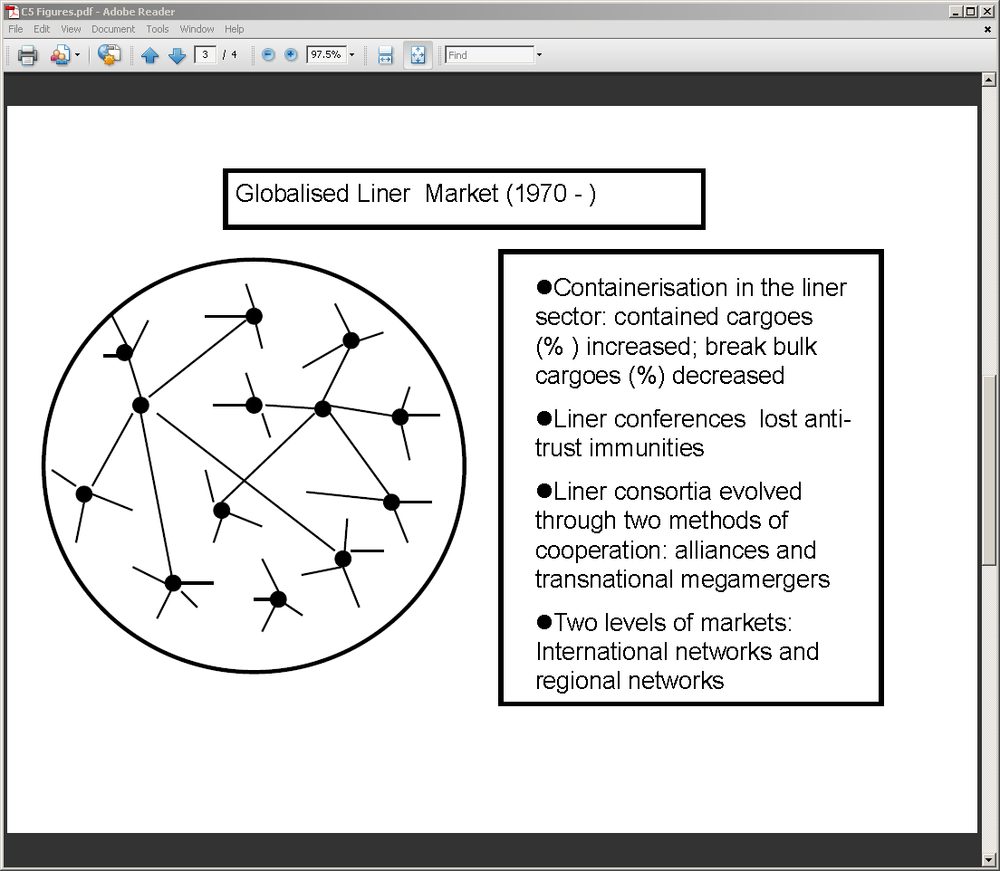 C5 Figures.pdf - Adobe Reader
File Edit View Document Tools Window Help
3 / 4 97.5% Find
Globalised Liner  Market (1970 - )
●Containerisation in the liner
sector: contained cargoes
(% ) increased; break bulk
cargoes (%) decreased
●Liner conferences  lost anti-
trust immunities
●Liner consortia evolved
through two methods of
cooperation: alliances and
transnational megamergers
●Two levels of markets:
International networks and
regional networks